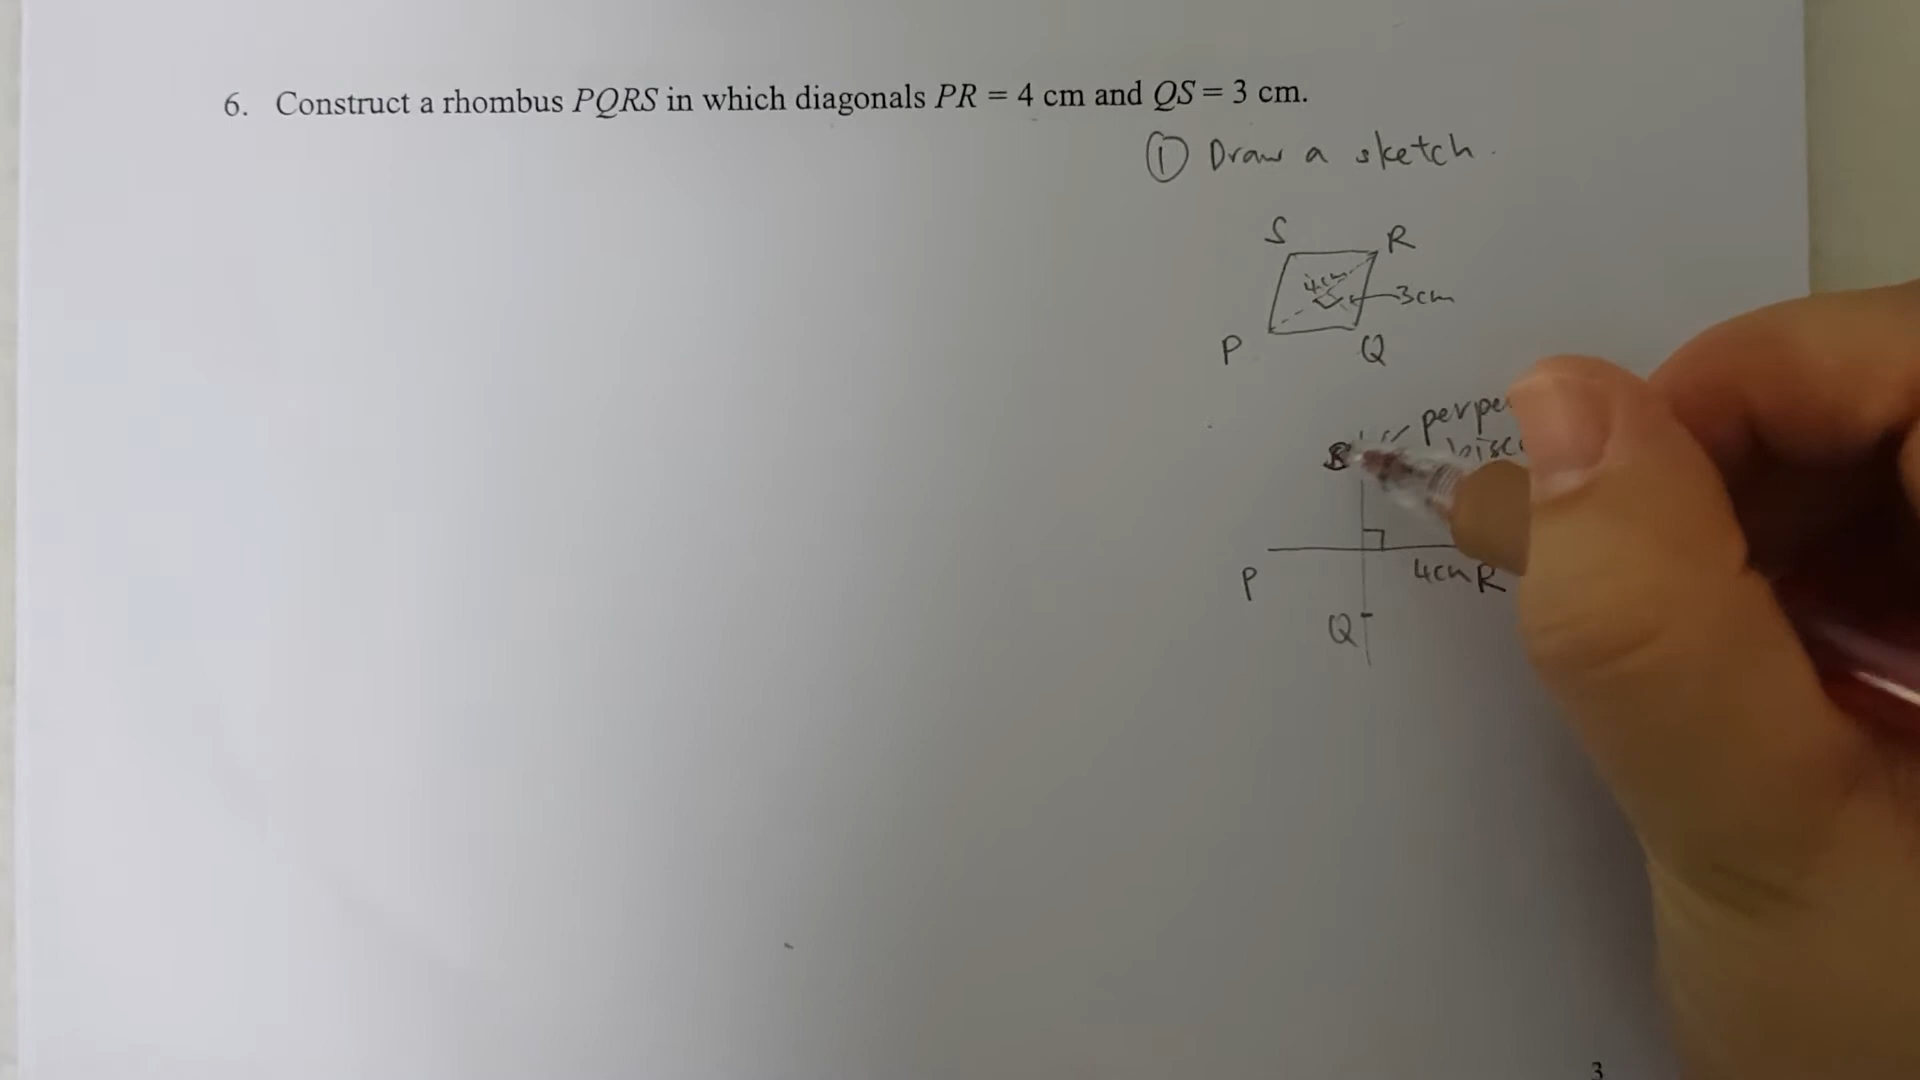 6. Construct a rhombus PQRS in which diagonals PR = 4 cm and QS = 3 cm.
① Draw a sketch.
S R
4cm
3cm
P Q
S
P 4cm R
Q
3